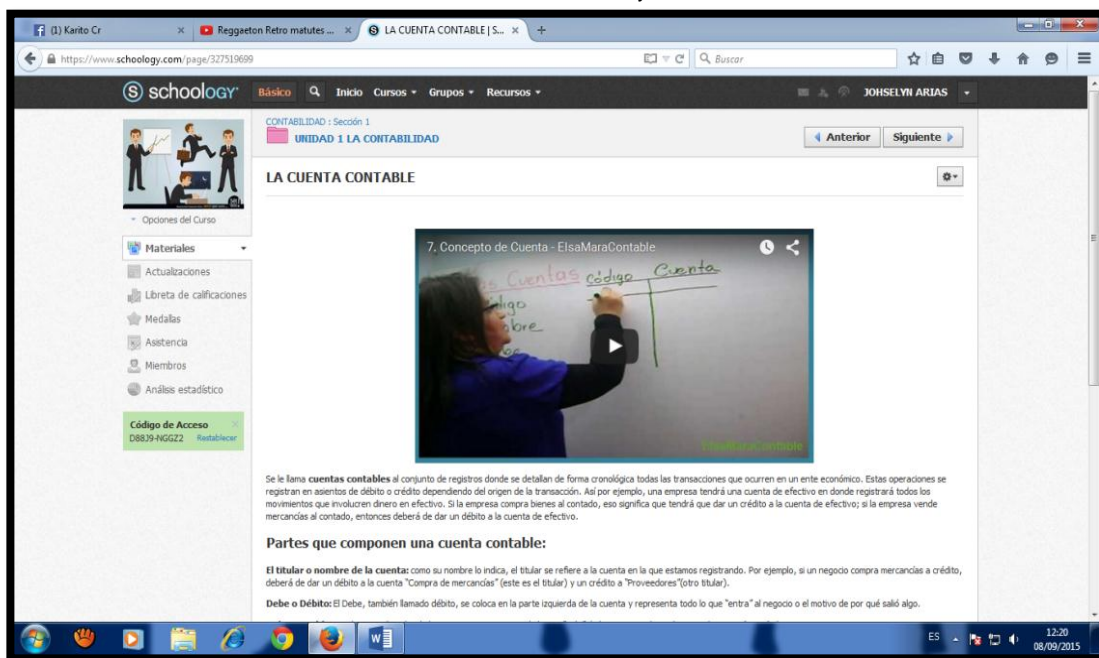 (1) Karito Cr
Reggaeton Retro matutes ...
LA CUENTA CONTABLE | S...
https://www.schoology.com/page/327519699
Buscar
schoology
Básico Inicio Cursos Grupos Recursos
JOHSELYN ARIAS
CONTABILIDAD : Sección 1
UNIDAD 1 LA CONTABILIDAD
Anterior
Siguiente
LA CUENTA CONTABLE
Opciones del Curso
Materiales
Actualizaciones
Libreta de calificaciones
Medallas
Asistencia
Miembros
Análisis estadístico
Código de Acceso
D88J9-NGGZ2 Restablecer
7. Concepto de Cuenta - ElsaMaraContable
Cuentas código Cuenta
ElsaMaraContable
Se le llama cuentas contables al conjunto de registros donde se detallan de forma cronológica todas las transacciones que ocurren en un ente económico. Estas operaciones se
registran en asientos de débito o crédito dependiendo del origen de la transacción. Así por ejemplo, una empresa tendrá una cuenta de efectivo en donde registrará todos los
movimientos que involucren dinero en efectivo. Si la empresa compra bienes al contado, eso significa que tendrá que dar un crédito a la cuenta de efectivo; si la empresa vende
mercancías al contado, entonces deberá de dar un débito a la cuenta de efectivo.
Partes que componen una cuenta contable:
El titular o nombre de la cuenta: como su nombre lo indica, el titular se refiere a la cuenta en la que estamos registrando. Por ejemplo, si un negocio compra mercancías a crédito,
deberá de dar un débito a la cuenta "Compra de mercancías" (este es el titular) y un crédito a "Proveedores"(otro titular).
Debe o Débito: El Debe, también llamado débito, se coloca en la parte izquierda de la cuenta y representa todo lo que "entra" al negocio o el motivo de por qué salió algo.
ES
12:20
08/09/2015